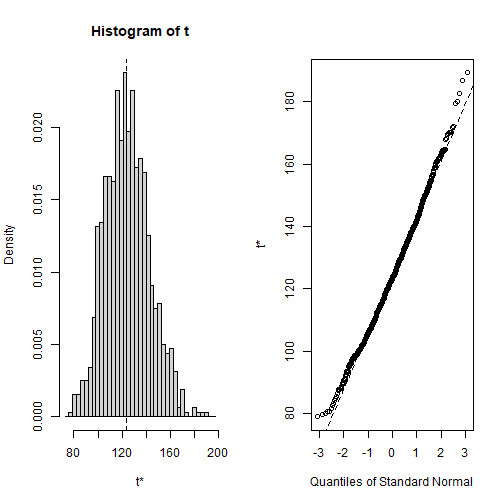 Histogram of t
Density
0.000 0.005 0.010 0.015 0.020
80 120 160 200
t*
t*
80 100 120 140 160 180
-3 -2 -1 0 1 2 3
Quantiles of Standard Normal